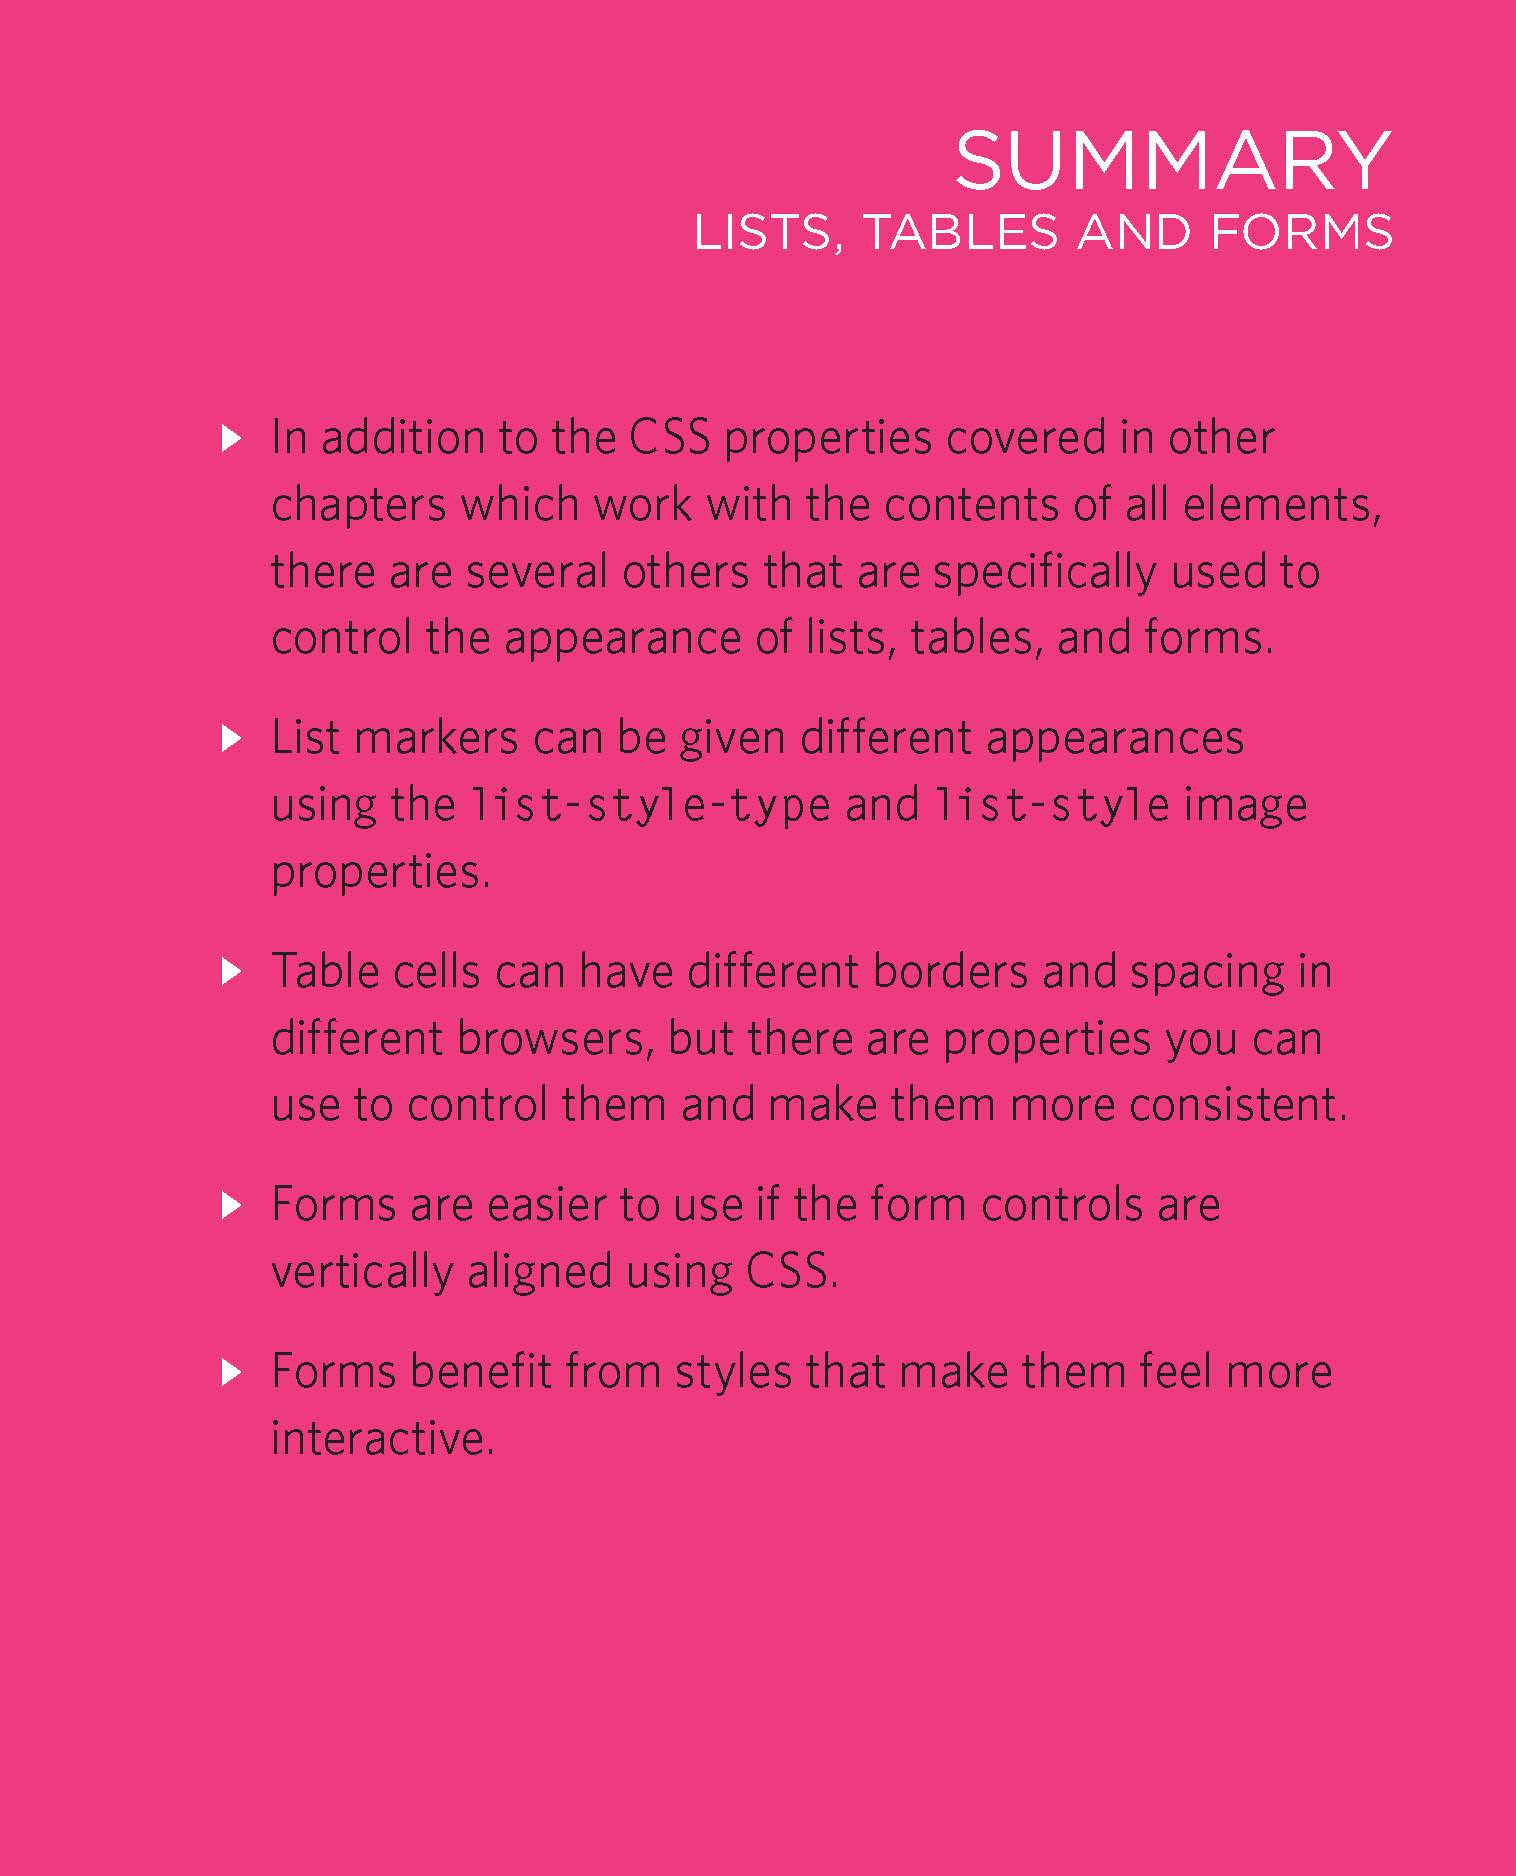 SUMMARY
LISTS, TABLES AND FORMS
In addition to the CSS properties covered in other
chapters which work with the contents of all elements,
there are several others that are specifically used to
control the appearance of lists, tables, and forms.
List markers can be given different appearances
using the list-style-type and list-style image
properties.
Table cells can have different borders and spacing in
different browsers, but there are properties you can
use to control them and make them more consistent.
Forms are easier to use if the form controls are
vertically aligned using CSS.
Forms benefit from styles that make them feel more
interactive.